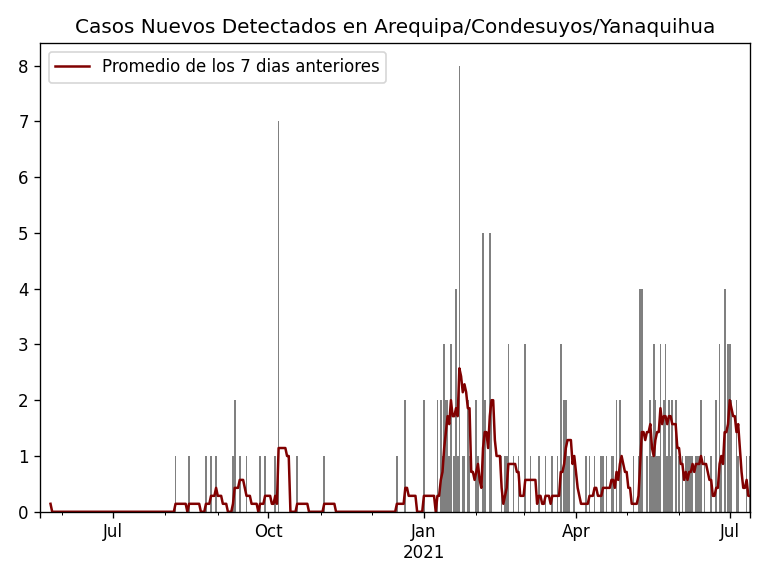 Casos Nuevos Detectados en Arequipa/Condesuyos/Yanaquihua
Promedio de los 7 dias anteriores
8
7
6
5
4
3
2
1
0
Jul
Oct
Jan
Apr
Jul
2021